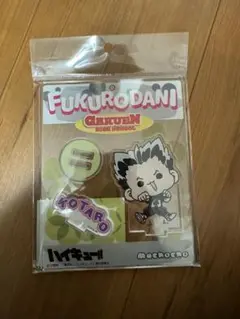 FUKURODANI
GAKUEN
HIGH SCHOOL
KOTARO
ハイキュー!!